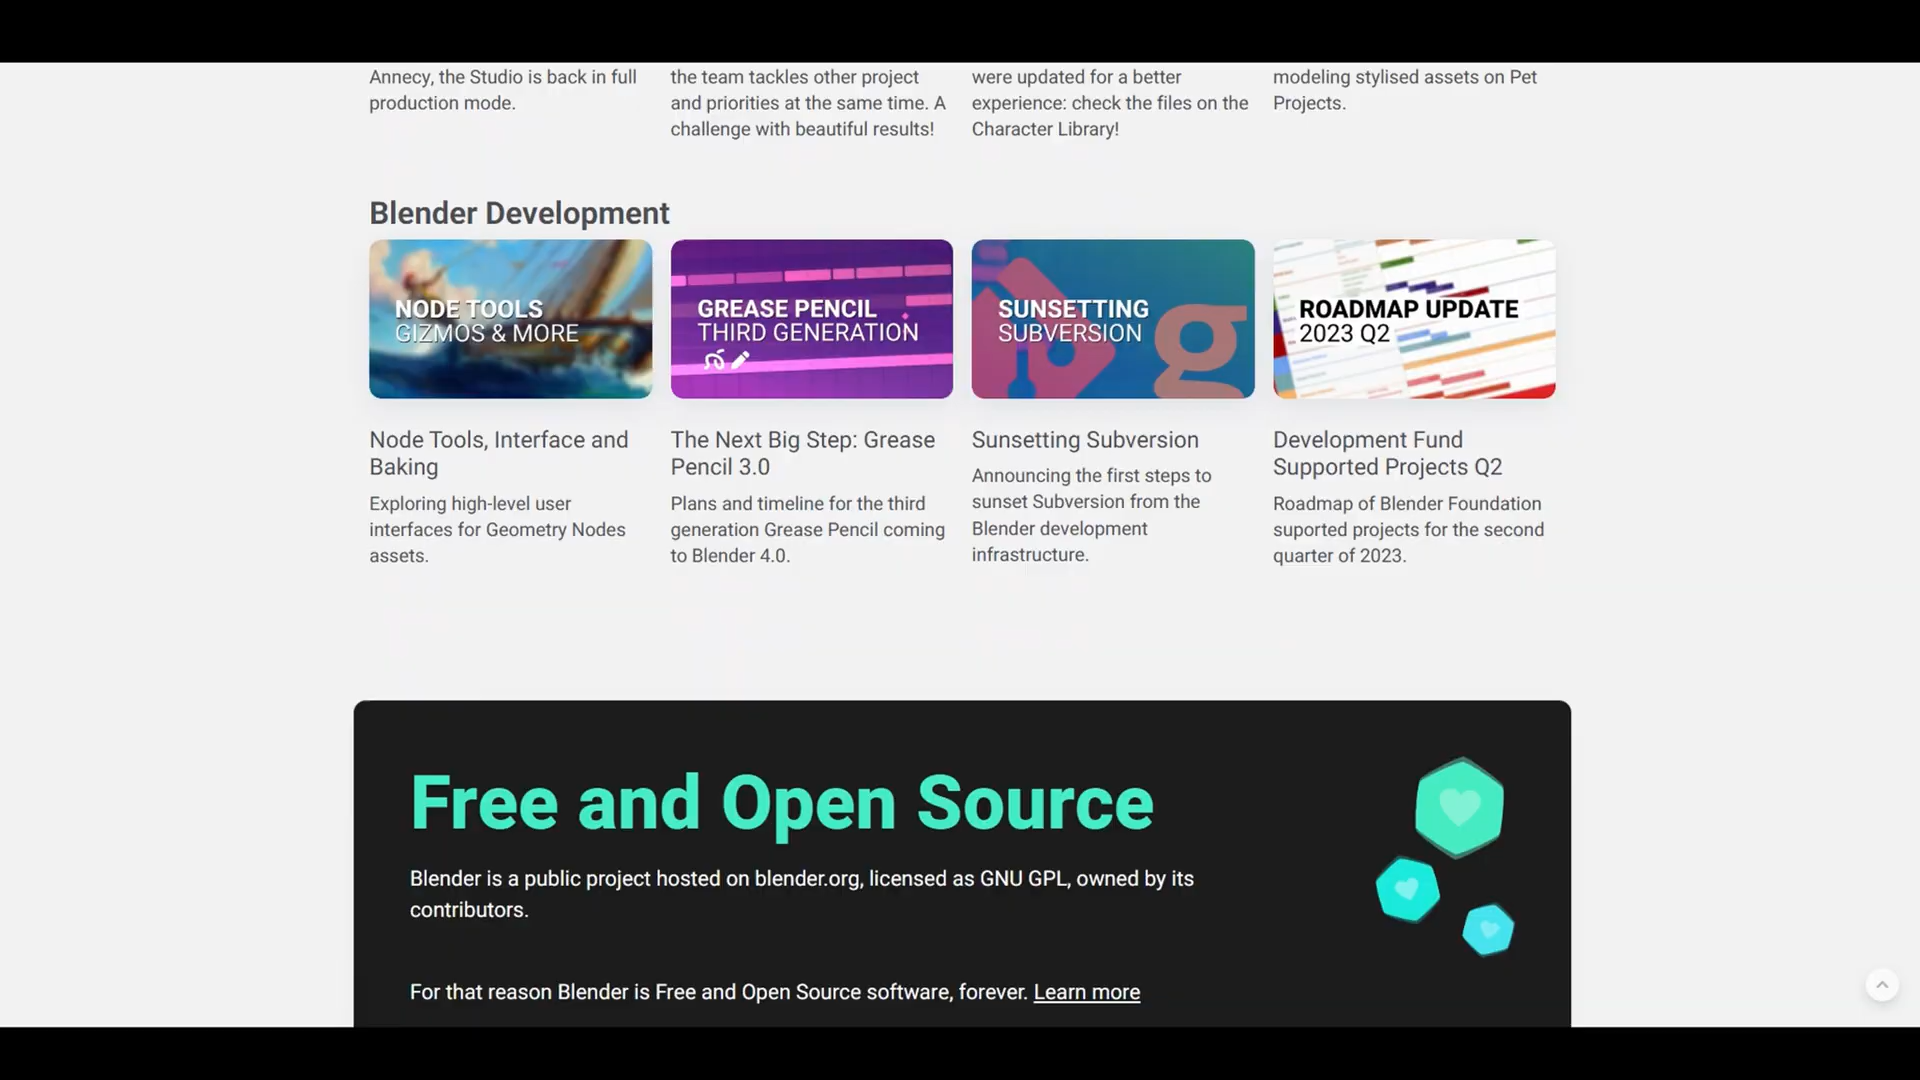 Annecy, the Studio is back in full
production mode.
the team tackles other project
and priorities at the same time. A
challenge with beautiful results!
were updated for a better
experience: check the files on the
Character Library!
modeling stylised assets on Pet
Projects.
Blender Development
NODE TOOLS
GIZMOS & MORE
GREASE PENCIL
THIRD GENERATION
SUNSETTING
SUBVERSION
g
ROADMAP UPDATE
2023 Q2
Node Tools, Interface and
Baking
Exploring high-level user
interfaces for Geometry Nodes
assets.
The Next Big Step: Grease
Pencil 3.0
Plans and timeline for the third
generation Grease Pencil coming
to Blender 4.0.
Sunsetting Subversion
Announcing the first steps to
sunset Subversion from the
Blender development
infrastructure.
Development Fund
Supported Projects Q2
Roadmap of Blender Foundation
suported projects for the second
quarter of 2023.
Free and Open Source
Blender is a public project hosted on blender.org, licensed as GNU GPL, owned by its
contributors.
For that reason Blender is Free and Open Source software, forever. Learn more